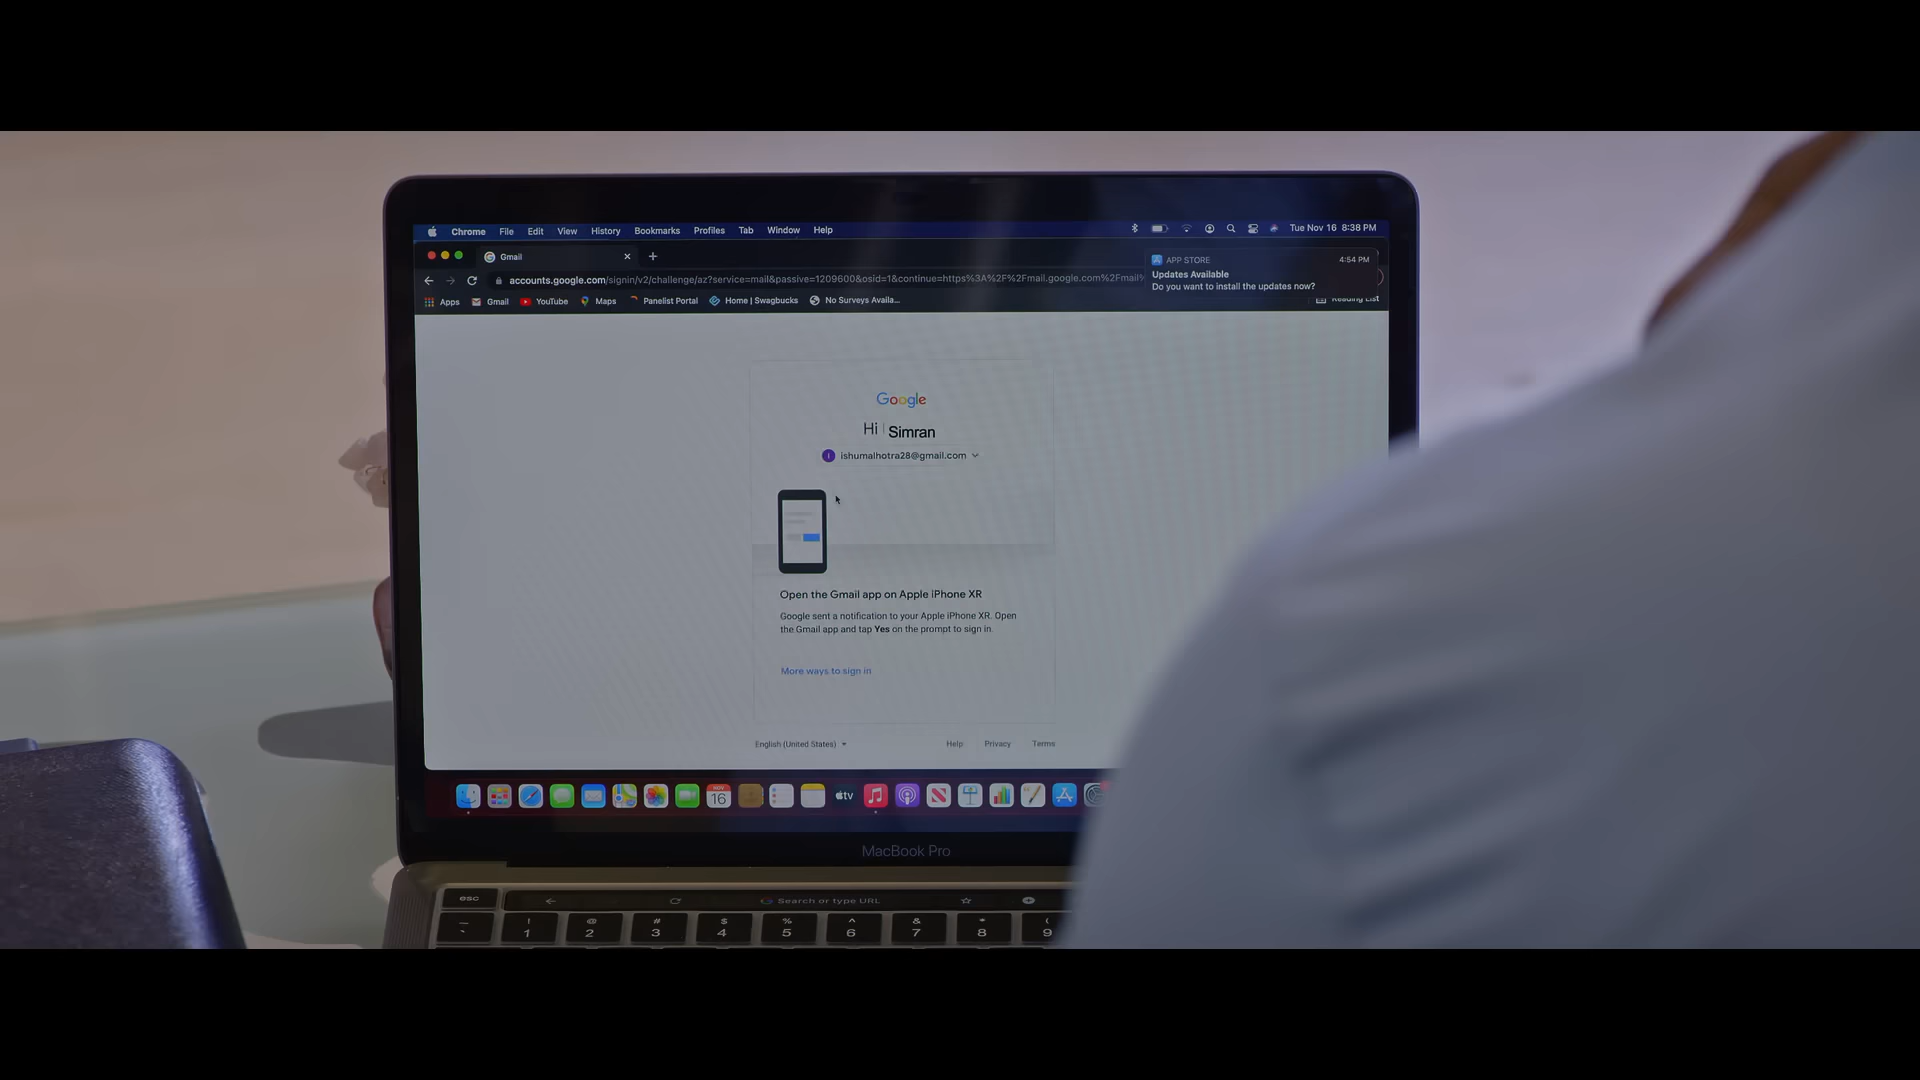 Chrome File Edit View History Bookmarks Profiles Tab Window Help Tue Nov 16 8:38 PM
Gmail
APP STORE 4:54 PM
Updates Available
Do you want to install the updates now?
accounts.google.com/signin/v2/challenge/az?service=mail&passive=1209600&osid=1&continue=https%3A%2F%2Fmail.google.com%2Fmail%
Apps Gmail YouTube Maps Panelist Portal Home | Swagbucks No Surveys Availa... Reading List
Google
Hi Simran
I ishumalhotra28@gmail.com
Open the Gmail app on Apple iPhone XR
Google sent a notification to your Apple iPhone XR. Open
the Gmail app and tap Yes on the prompt to sign in.
More ways to sign in
English (United States) Help Privacy Terms
NOV
16
tv
MacBook Pro
esc Search or type URL
! @ # $ % ^ & * (
1 2 3 4 5 6 7 8 9